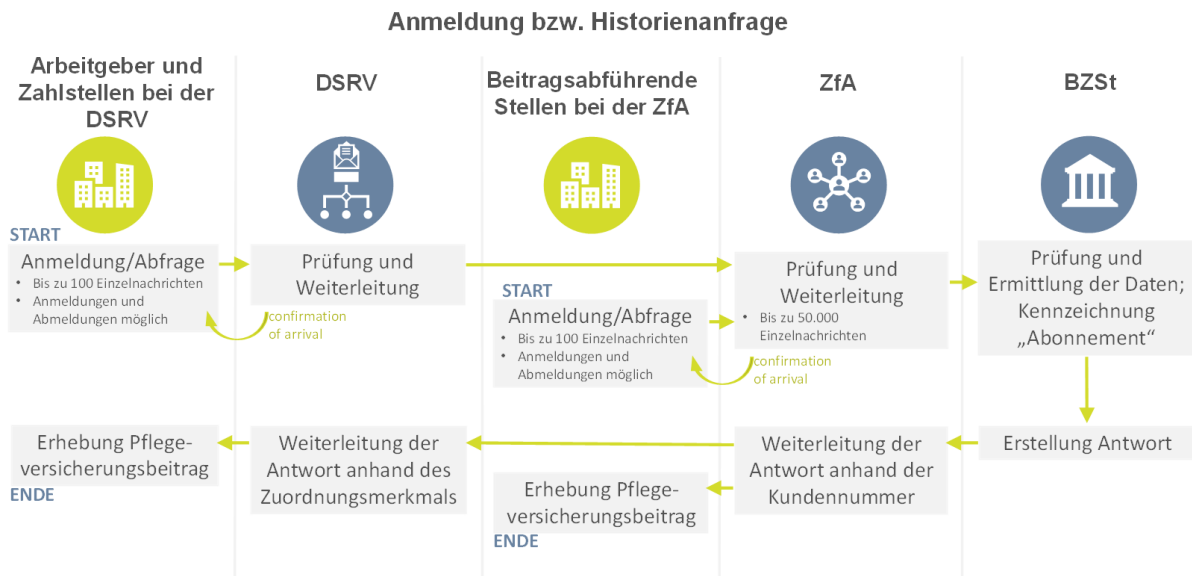 Anmeldung bzw. Historienanfrage
Arbeitgeber und
Zahlstellen bei der
DSRV
DSRV
Beitragsabführende
Stellen bei der ZfA
ZfA
BZSt
START
Anmeldung/Abfrage
• Bis zu 100 Einzelnachrichten
• Anmeldungen und
Abmeldungen möglich
Prüfung und
Weiterleitung
confirmation
of arrival
START
Anmeldung/Abfrage
• Bis zu 100 Einzelnachrichten
• Anmeldungen und
Abmeldungen möglich
Prüfung und
Weiterleitung
• Bis zu 50.000
Einzelnachrichten
confirmation
of arrival
Prüfung und
Ermittlung der Daten;
Kennzeichnung
„Abonnement“
Erhebung Pflege-
versicherungsbeitrag
ENDE
Weiterleitung der
Antwort anhand des
Zuordnungsmerkmals
Erhebung Pflege-
versicherungsbeitrag
ENDE
Weiterleitung der
Antwort anhand der
Kundennummer
Erstellung Antwort